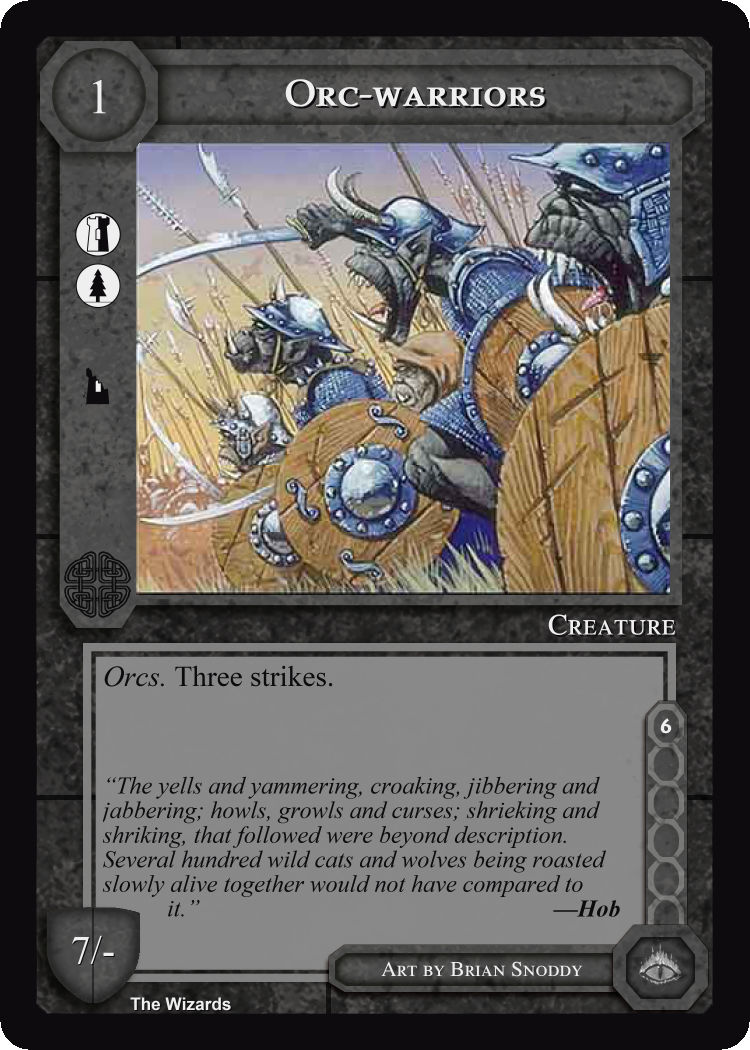 1
Orc-warriors
Creature
Orcs. Three strikes.
6
“The yells and yammering, croaking, jibbering and
jabbering; howls, growls and curses; shrieking and
shriking, that followed were beyond description.
Several hundred wild cats and wolves being roasted
slowly alive together would not have compared to
it.” —Hob
7/-
Art by Brian Snoddy
The Wizards